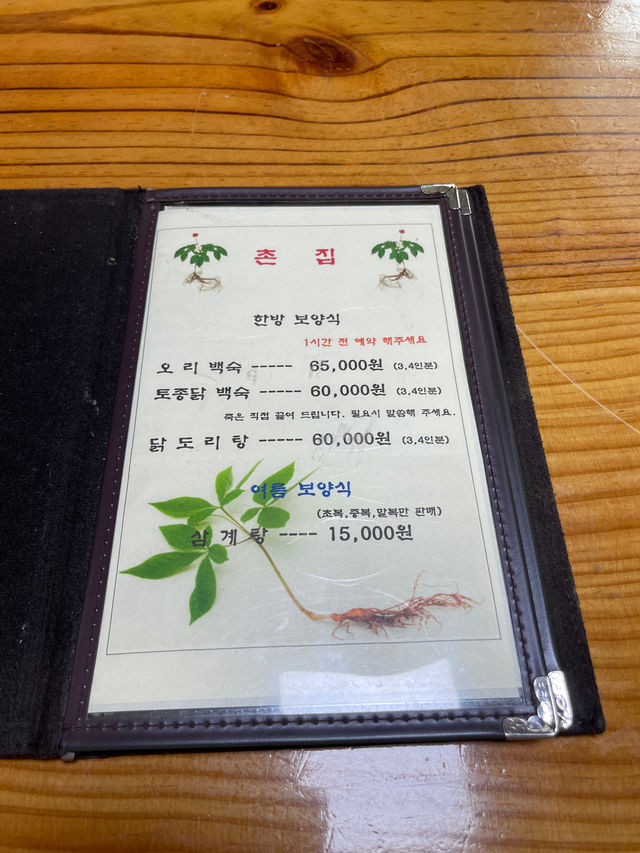 촌 집
한방 보양식
1시간 전 예약 해주세요
오 리 백숙 ----- 65,000원 (3,4인분)
토종닭 백숙 ----- 60,000원 (3,4인분)
죽은 직접 끓여 드립니다. 필요시 말씀해 주세요.
닭 도 리 탕 ----- 60,000원 (3,4인분)
여름 보양식
(초복,중복,말복만 판매)
삼 계 탕 ---- 15,000원